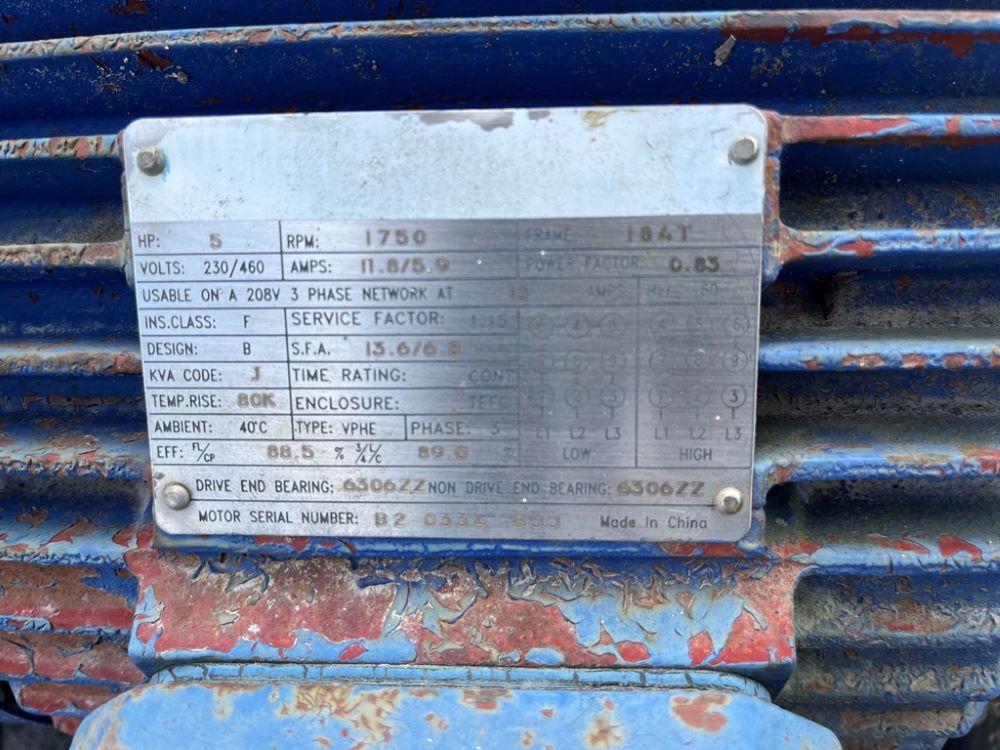 HP: 5 RPM: 1750 FRAME 184T
VOLTS: 230/460 AMPS: 11.8/5.9 POWER FACTOR: 0.83
USABLE ON A 208V 3 PHASE NETWORK AT AMPS HZ 60
INS.CLASS: F SERVICE FACTOR: 1.15
DESIGN: B S.F.A. 13.6/6.8
KVA CODE: J TIME RATING: CONT
TEMP.RISE: 80K ENCLOSURE: TEFC
AMBIENT: 40°C TYPE: VPHE PHASE: 3 L1 L2 L3 L1 L2 L3
EFF: FL/CP 88.5 % 3/4L/C 89.0 % LOW HIGH
DRIVE END BEARING: 6306ZZ NON DRIVE END BEARING: 6306ZZ
MOTOR SERIAL NUMBER: B2 0334 Made In China